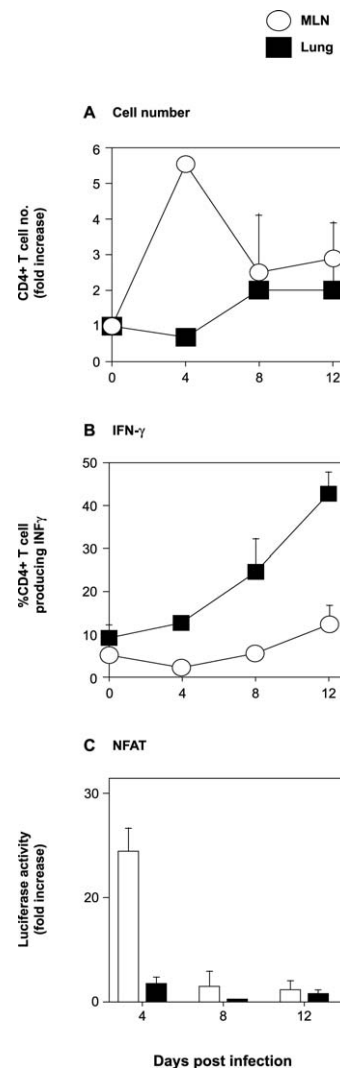 MLN
Lung
A Cell number
CD4+ T cell no.
(fold increase)
6
5
4
3
2
1
0
0 4 8 12
B IFN-γ
%CD4+ T cell
producing INFγ
50
40
30
20
10
0
0 4 8 12
C NFAT
Luciferase activity
(fold increase)
30
20
0
4 8 12
Days post infection